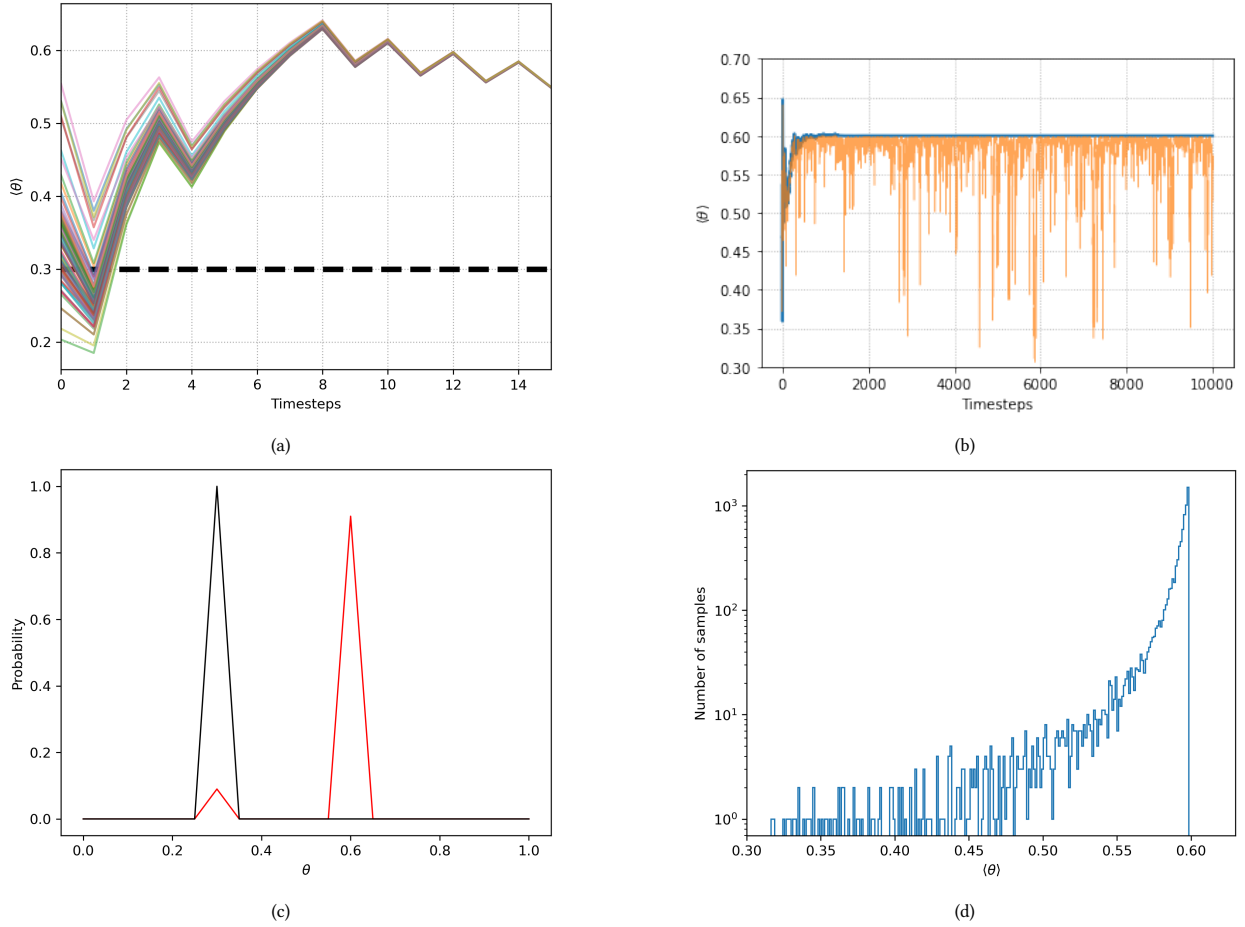 0.6
0.5
0.4
0.3
0.2
⟨θ⟩
0 2 4 6 8 10 12 14
Timesteps
(a)
0.70
0.65
0.60
0.55
0.50
0.45
0.40
0.35
0.30
⟨θ⟩
0 2000 4000 6000 8000 10000
Timesteps
(b)
1.0
0.8
0.6
0.4
0.2
0.0
Probability
0.0 0.2 0.4 0.6 0.8 1.0
θ
(c)
10³
10²
10¹
10⁰
Number of samples
0.30 0.35 0.40 0.45 0.50 0.55 0.60
⟨θ⟩
(d)